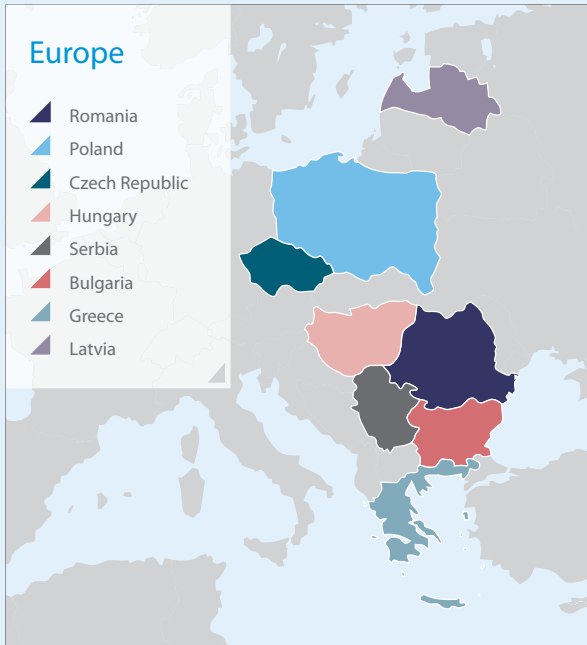 Europe
Romania
Poland
Czech Republic
Hungary
Serbia
Bulgaria
Greece
Latvia